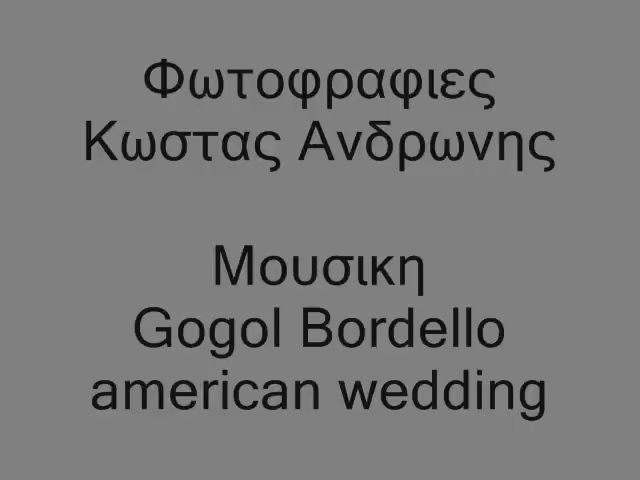 Φωτοφραφιες
Κωστας Ανδρωνης
Μουσικη
Gogol Bordello
american wedding